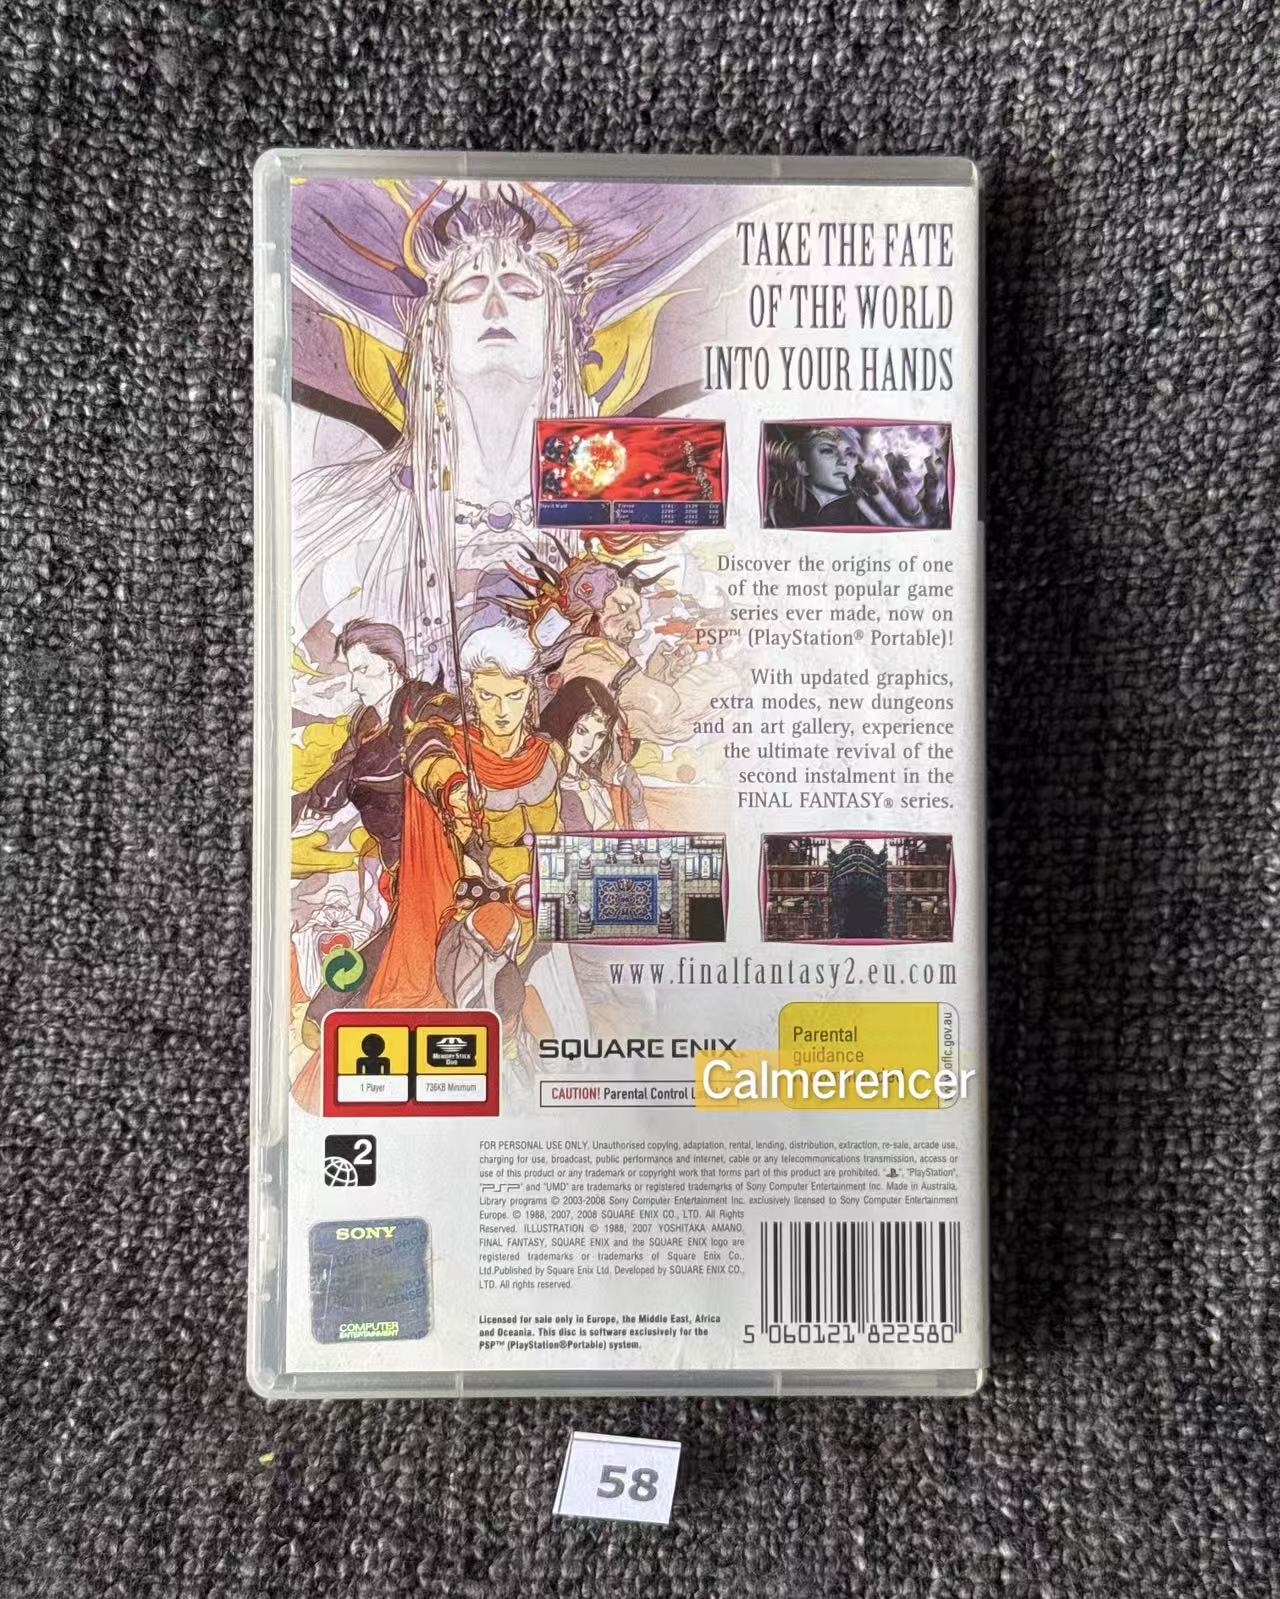 TAKE THE FATE
OF THE WORLD
INTO YOUR HANDS
Discover the origins of one
of the most popular game
series ever made, now on
PSP™ (PlayStation® Portable)!
With updated graphics,
extra modes, new dungeons
and an art gallery, experience
the ultimate revival of the
second instalment in the
FINAL FANTASY® series.
www.finalfantasy2.eu.com
1 Player
MEMORY STICK
DUO
736KB Minimum
SQUARE ENIX
CAUTION! Parental Control
Parental
guidance
Calmerencer
2
FOR PERSONAL USE ONLY. Unauthorised copying, adaptation, rental, lending, distribution, extraction, re-sale, arcade use,
charging for use, broadcast, public performance and internet, cable or any telecommunications transmission, access or
use of this product or any trademark or copyright work that forms part of this product are prohibited. "", "PlayStation",
"PSP" and "UMD" are trademarks or registered trademarks of Sony Computer Entertainment Inc. Made in Australia.
Library programs © 2003-2008 Sony Computer Entertainment Inc. exclusively licensed to Sony Computer Entertainment
Europe. © 1988, 2007, 2008 SQUARE ENIX CO., LTD. All Rights
Reserved. ILLUSTRATION © 1988, 2007 YOSHITAKA AMANO.
FINAL FANTASY, SQUARE ENIX and the SQUARE ENIX logo are
registered trademarks or trademarks of Square Enix Co.,
Ltd.Published by Square Enix Ltd. Developed by SQUARE ENIX CO.,
LTD. All rights reserved.
SONY
COMPUTER
ENTERTAINMENT
Licensed for sale only in Europe, the Middle East, Africa
and Oceania. This disc is software exclusively for the
PSP™ (PlayStation®Portable) system.
5 060121 822580
58